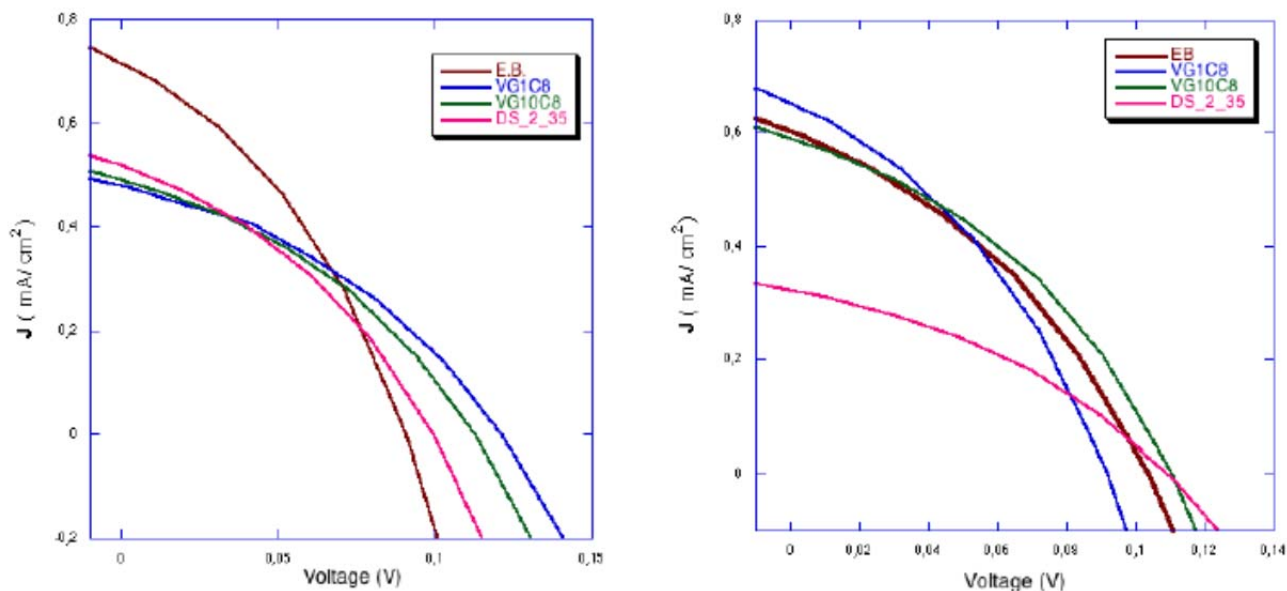 0,8
0,6
0,4
0,2
0
-0,2
J ( mA/ cm²)
E.B.
VG1C8
VG10C8
DS_2_35
0
0,05
0,1
0,15
Voltage (V)
0,8
0,6
0,4
0,2
0
J ( mA/ cm²)
EB
VG1C8
VG10C8
DS_2_35
0
0,02
0,04
0,06
0,08
0,1
0,12
0,14
Voltage (V)